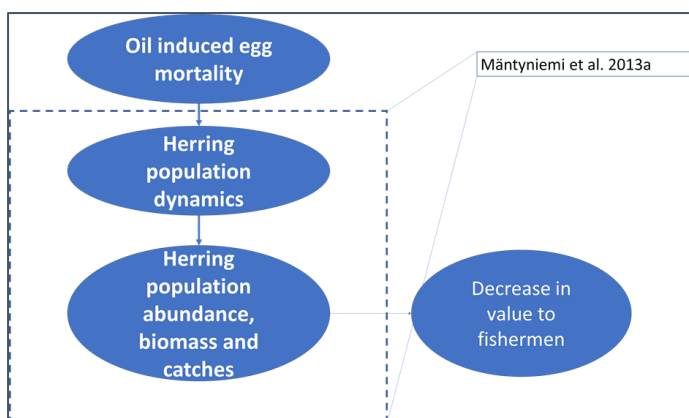 Oil induced egg
mortality
Mäntyniemi et al. 2013a
Herring
population
dynamics
Herring
population
abundance,
biomass and
catches
Decrease in
value to
fishermen